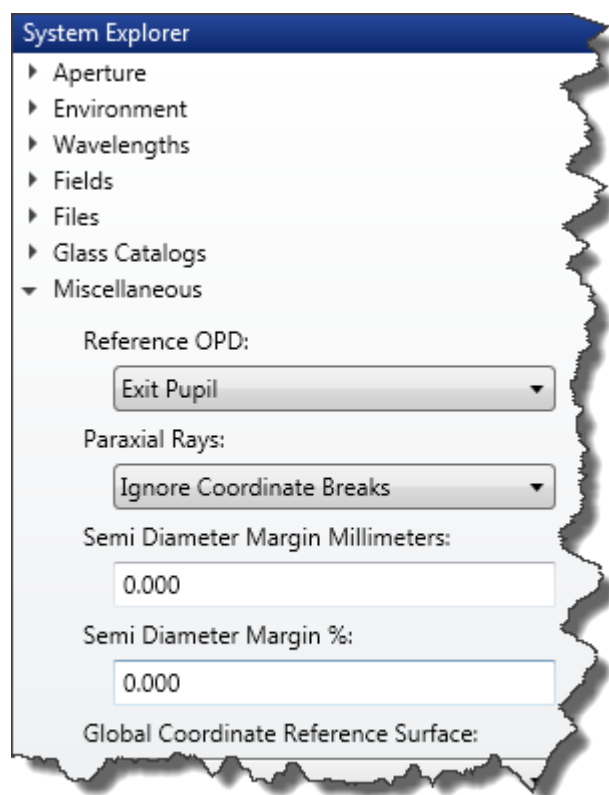 System Explorer
Aperture
Environment
Wavelengths
Fields
Files
Glass Catalogs
Miscellaneous
Reference OPD:
Exit Pupil
Paraxial Rays:
Ignore Coordinate Breaks
Semi Diameter Margin Millimeters:
0.000
Semi Diameter Margin %:
0.000
Global Coordinate Reference Surface: